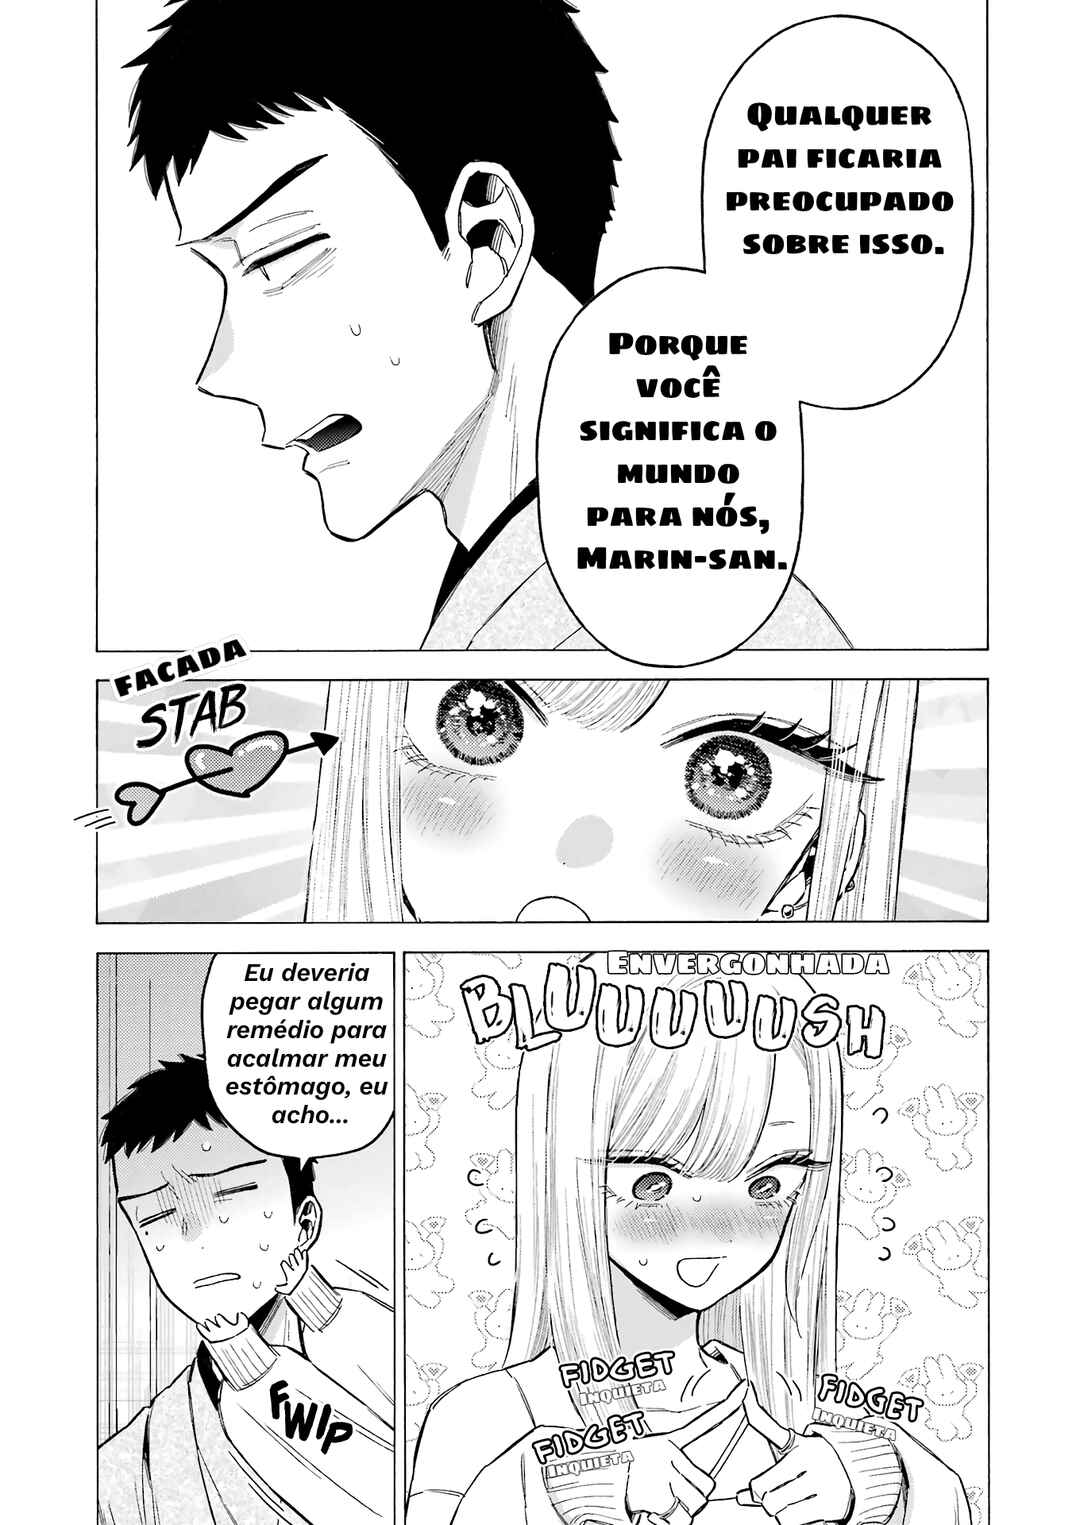 Qualquer
pai ficaria
preocupado
sobre isso.
Porque
você
significa o
mundo
para nós,
Marin-san.
Facada
STAB
Eu deveria
pegar algum
remédio para
acalmar meu
estômago, eu
acho...
FWIP
Envergonhada
BLUUUUUUSH
FIDGET
Inquieta
FIDGET
Inquieta
FIDGET
Inquieta